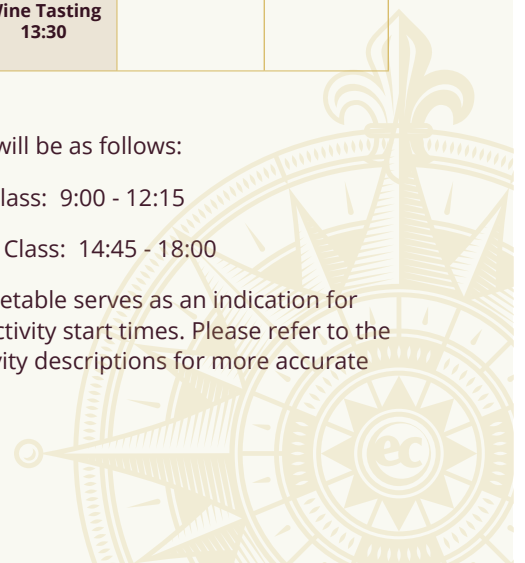 Wine Tasting
13:30
will be as follows:
lass: 9:00 - 12:15
Class: 14:45 - 18:00
etable serves as an indication for
ctivity start times. Please refer to the
vity descriptions for more accurate
ec